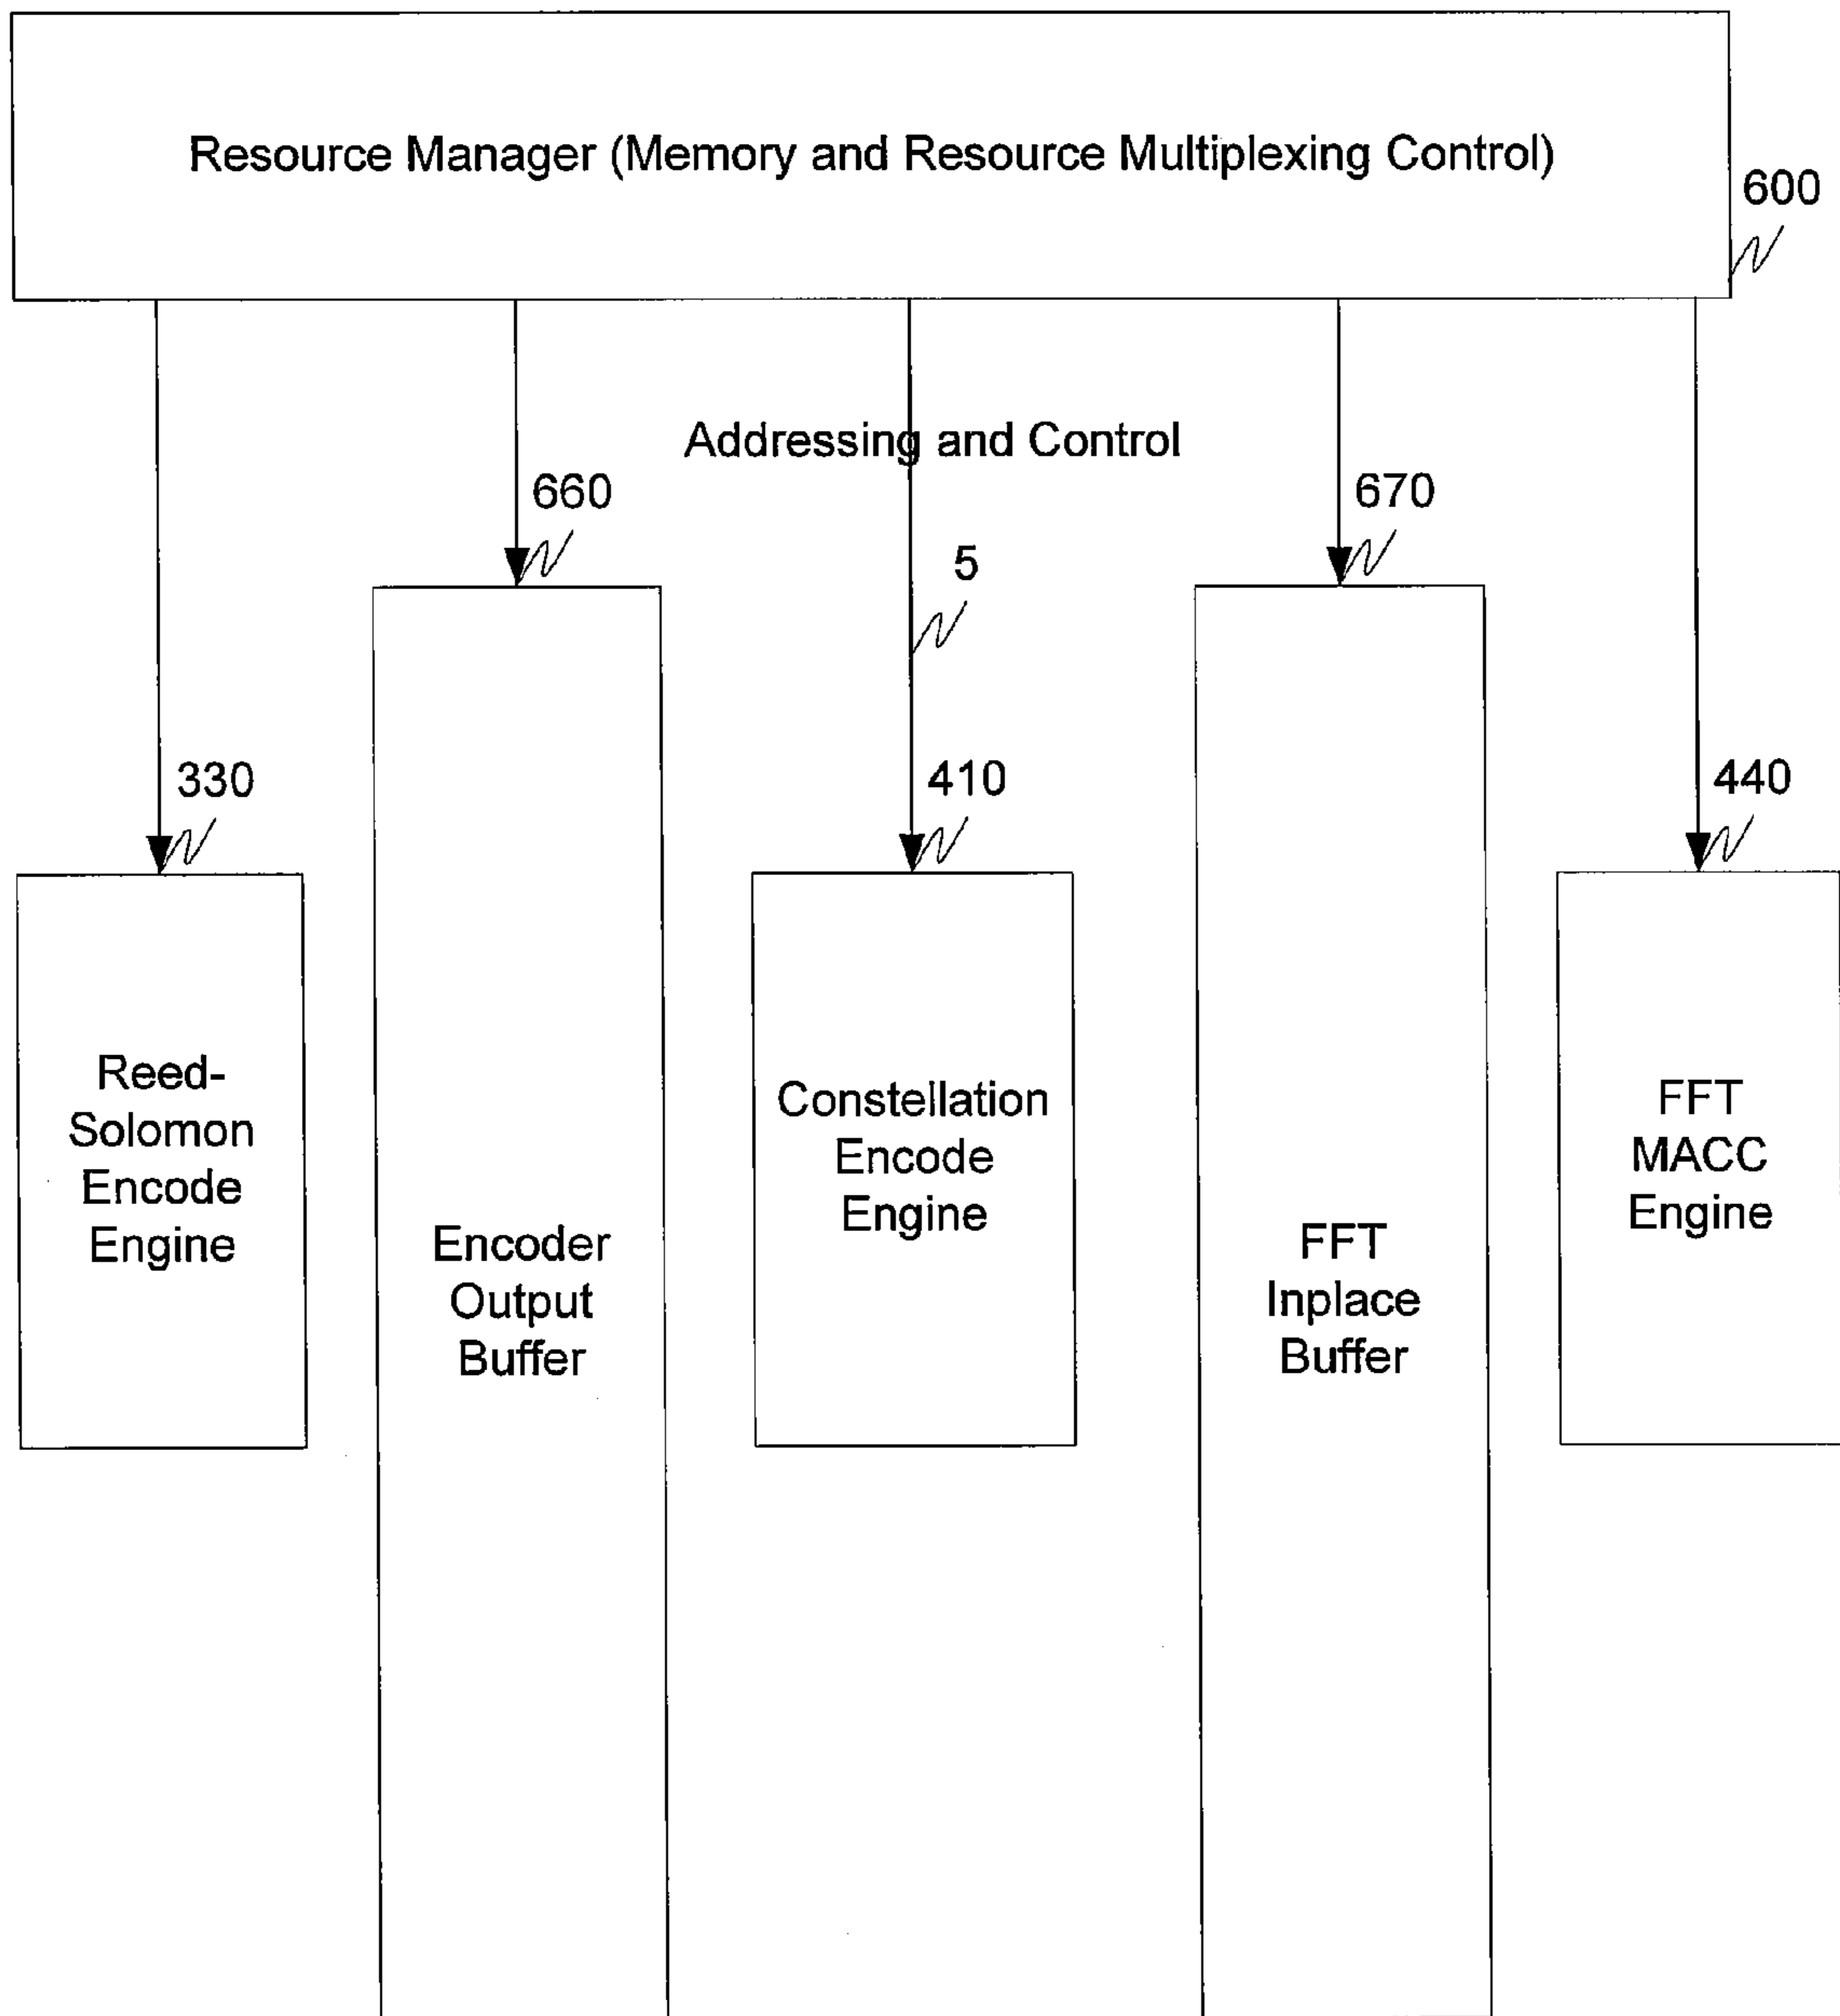 Resource Manager (Memory and Resource Multiplexing Control)
600
Addressing and Control
660
670
5
330
410
440
Reed-
Solomon
Encode
Engine
Encoder
Output
Buffer
Constellation
Encode
Engine
FFT
Inplace
Buffer
FFT
MACC
Engine